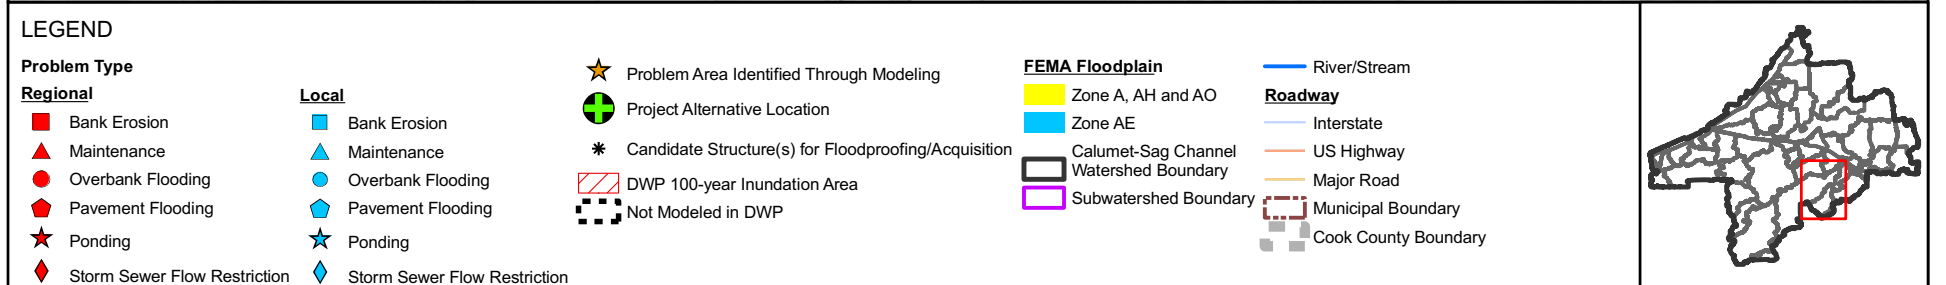 LEGEND
Problem Type
Regional
Bank Erosion
Maintenance
Overbank Flooding
Pavement Flooding
Ponding
Storm Sewer Flow Restriction
Local
Bank Erosion
Maintenance
Overbank Flooding
Pavement Flooding
Ponding
Storm Sewer Flow Restriction
Problem Area Identified Through Modeling
Project Alternative Location
Candidate Structure(s) for Floodproofing/Acquisition
DWP 100-year Inundation Area
Not Modeled in DWP
FEMA Floodplain
Zone A, AH and AO
Zone AE
Calumet-Sag Channel
Watershed Boundary
Subwatershed Boundary
River/Stream
Roadway
Interstate
US Highway
Major Road
Municipal Boundary
Cook County Boundary